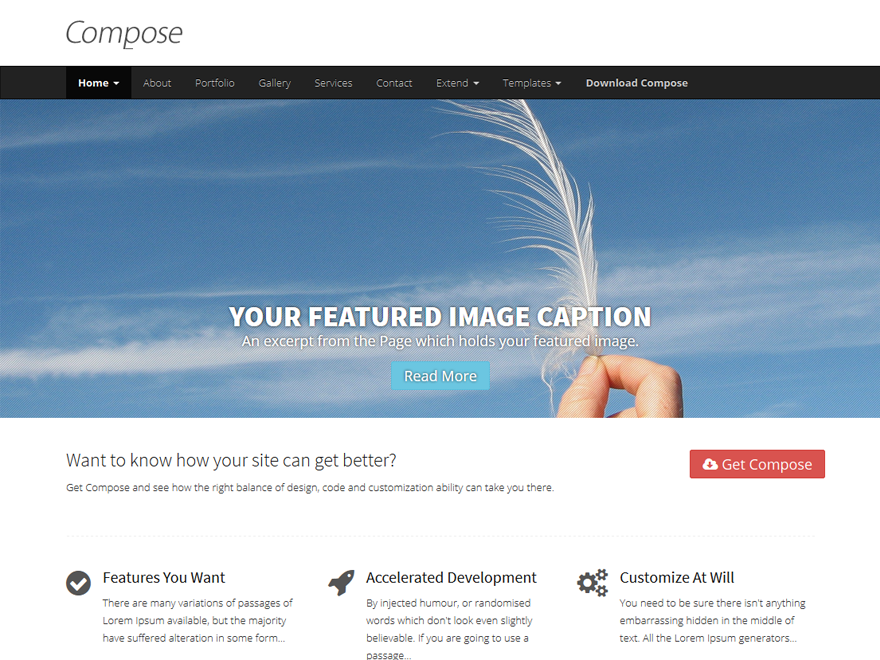 Compose
Home About Portfolio Gallery Services Contact Extend Templates Download Compose
YOUR FEATURED IMAGE CAPTION
An excerpt from the Page which holds your featured image.
Read More
Want to know how your site can get better?
Get Compose
Get Compose and see how the right balance of design, code and customization ability can take you there.
Features You Want
There are many variations of passages of
Lorem Ipsum available, but the majority
have suffered alteration in some form...
Accelerated Development
By injected humour, or randomised
words which don't look even slightly
believable. If you are going to use a
passage...
Customize At Will
You need to be sure there isn't anything
embarrassing hidden in the middle of
text. All the Lorem Ipsum generators...